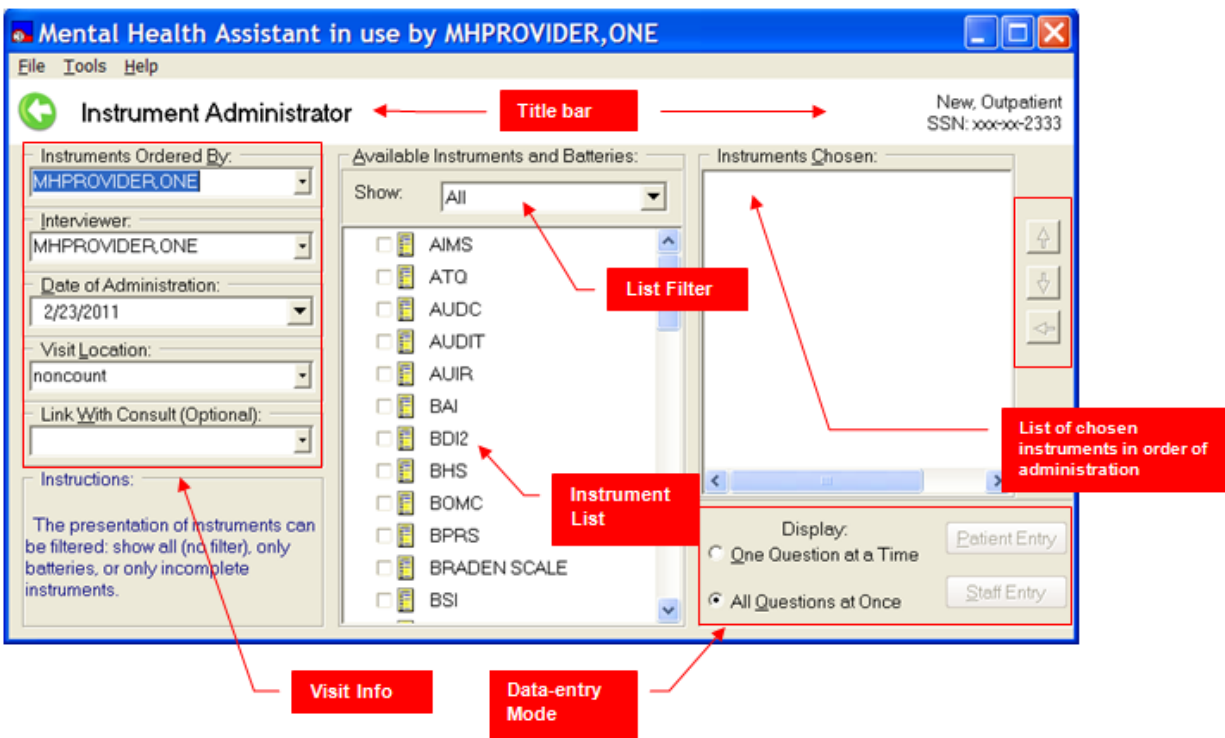 Mental Health Assistant in use by MHPROVIDER,ONE
File Tools Help
Instrument Administrator
Title bar
New, Outpatient
SSN: xxx-xx-2333
Instruments Ordered By:
MHPROVIDER,ONE
Interviewer:
MHPROVIDER,ONE
Date of Administration:
2/23/2011
Visit Location:
noncount
Link With Consult (Optional):
Instructions:
The presentation of instruments can
be filtered: show all (no filter), only
batteries, or only incomplete
instruments.
Available Instruments and Batteries:
Show: All
AIMS
ATQ
AUDC
AUDIT
AUIR
BAI
BDI2
BHS
BOMC
BPRS
BRADEN SCALE
BSI
List Filter
Instrument
List
Instruments Chosen:
List of chosen
instruments in order of
administration
Display:
One Question at a Time
All Questions at Once
Patient Entry
Staff Entry
Visit Info
Data-entry
Mode